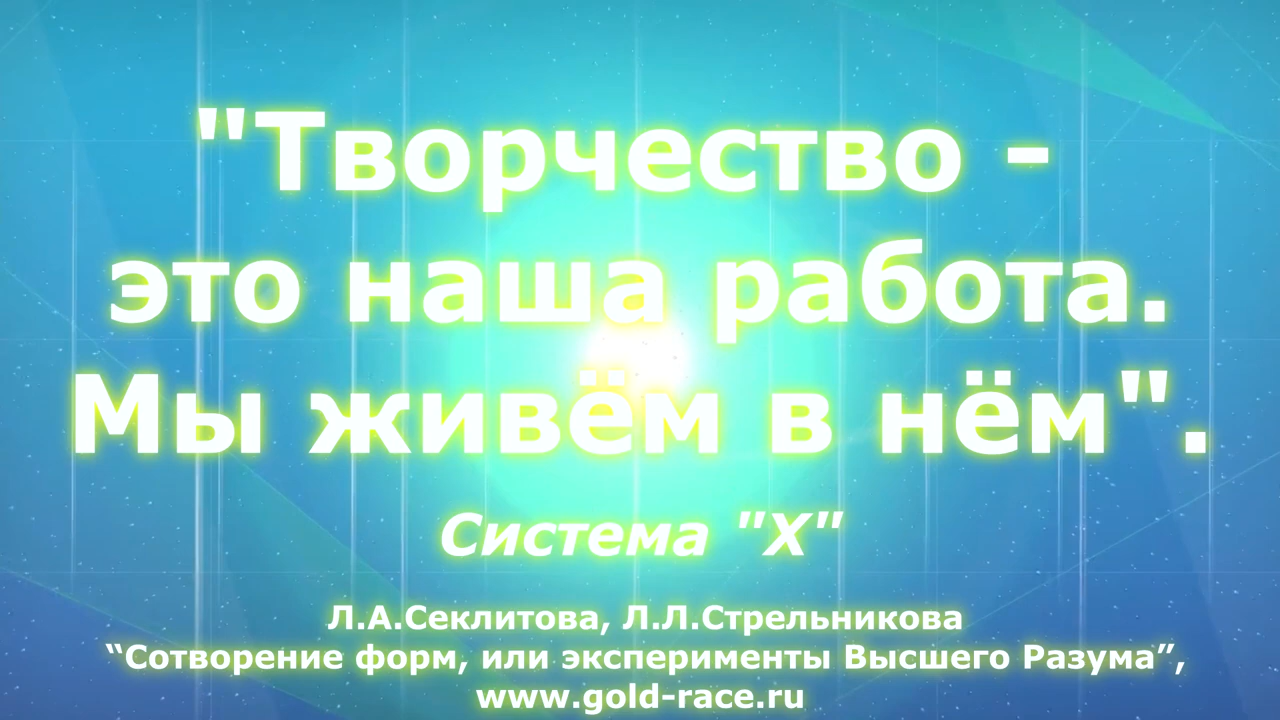 "Творчество -
это наша работа.
Мы живём в нём".
Система "Х"
Л.А.Секлитова, Л.Л.Стрельникова
“Сотворение форм, или эксперименты Высшего Разума”,
www.gold-race.ru